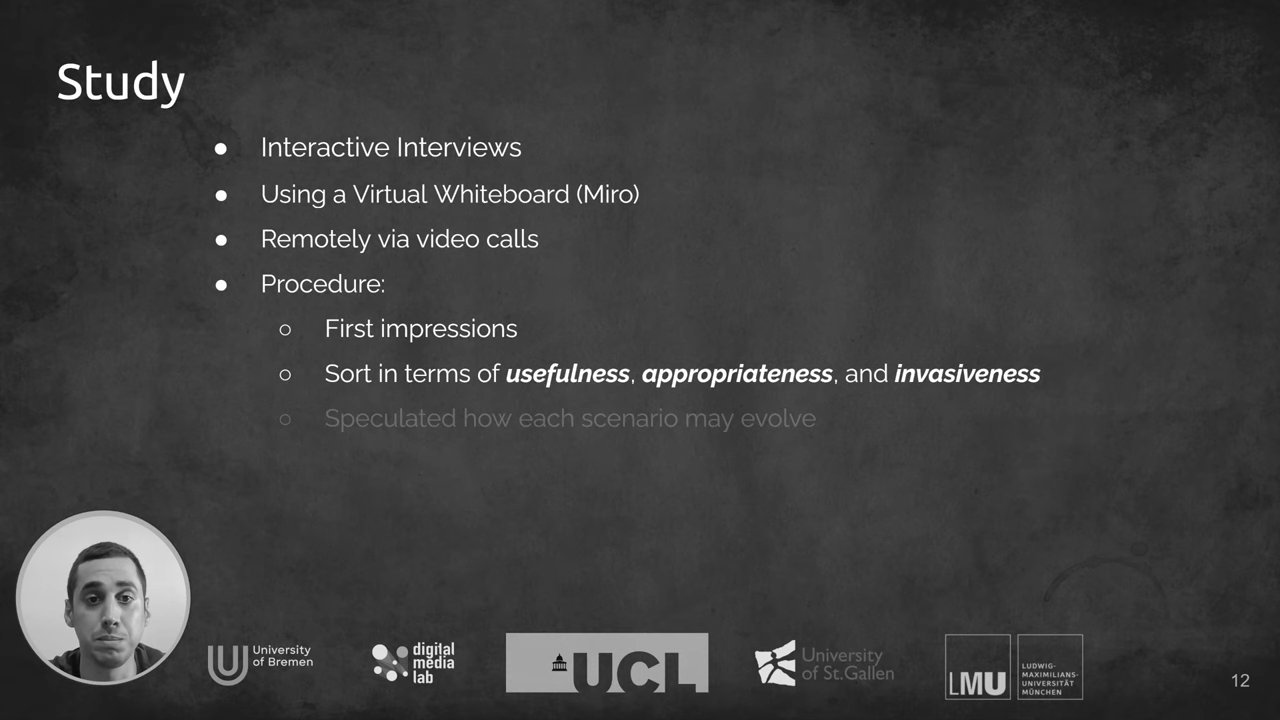 Study
● Interactive Interviews
● Using a Virtual Whiteboard (Miro)
● Remotely via video calls
● Procedure:
○ First impressions
○ Sort in terms of usefulness, appropriateness, and invasiveness
○ Speculated how each scenario may evolve
University
of Bremen
digital
media
lab
UCL
University
of St.Gallen
LMU
LUDWIG-
MAXIMILIANS-
UNIVERSITÄT
MÜNCHEN
12